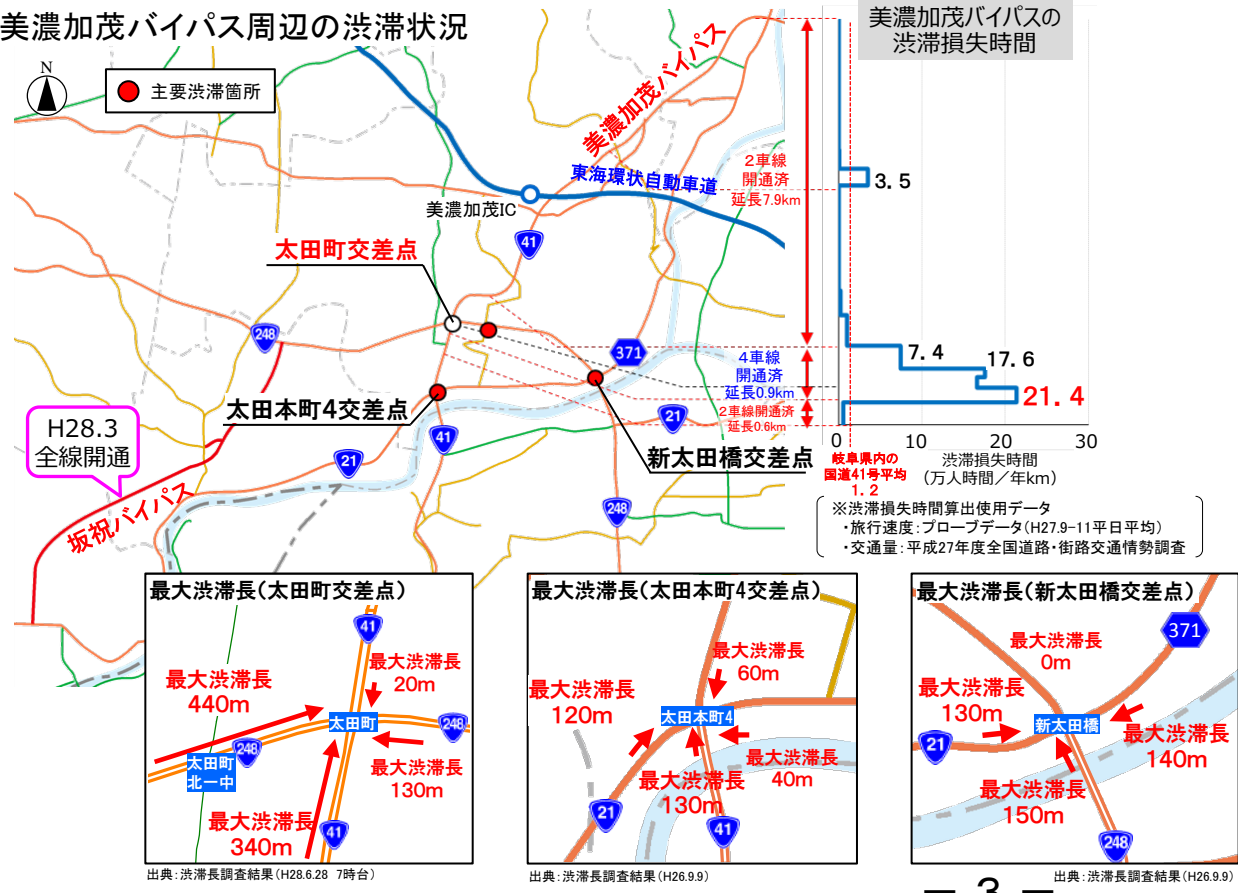 美濃加茂バイパス周辺の渋滞状況
美濃加茂バイパスの
渋滞損失時間
N
主要渋滞箇所
美濃加茂バイパス
東海環状自動車道
美濃加茂IC
41
太田町交差点
248
371
太田本町4交差点
41
21
新太田橋交差点
21
248
H28.3
全線開通
坂祝バイパス
2車線
開通済
延長7.9km
4車線
開通済
延長0.9km
2車線開通済
延長0.6km
3.5
7.4
17.6
21.4
0
10
20
30
岐阜県内の
国道41号平均
1.2
渋滞損失時間
(万人時間/年km)
※渋滞損失時間算出使用データ
・旅行速度:プローブデータ(H27.9-11平日平均)
・交通量:平成27年度全国道路・街路交通情勢調査
最大渋滞長(太田町交差点)
41
最大渋滞長
20m
最大渋滞長
440m
太田町
248
248
太田町
北一中
最大渋滞長
130m
最大渋滞長
340m
41
出典:渋滞長調査結果(H28.6.28 7時台)
最大渋滞長(太田本町4交差点)
最大渋滞長
60m
最大渋滞長
120m
太田本町4
最大渋滞長
40m
最大渋滞長
130m
21
41
出典:渋滞長調査結果(H26.9.9)
最大渋滞長(新太田橋交差点)
371
最大渋滞長
0m
最大渋滞長
130m
新太田橋
21
最大渋滞長
140m
最大渋滞長
150m
248
出典:渋滞長調査結果(H26.9.9)
― 3 ―